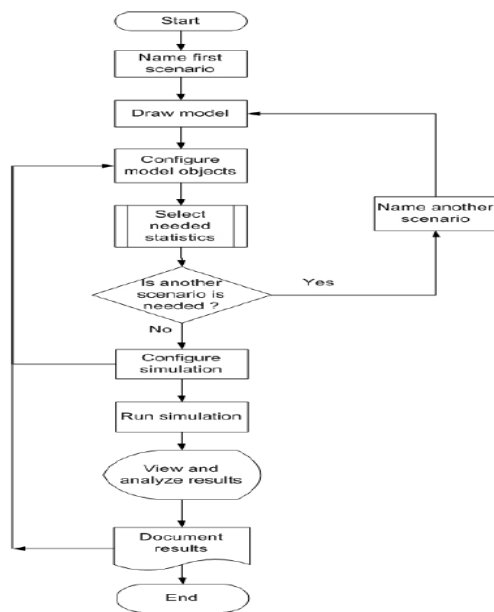 Start
Name first
scenario
Draw model
Configure
model objects
Name another
scenario
Select
needed
statistics
Is another
scenario is
needed ?
Yes
No
Configure
simulation
Run simulation
View and
analyze results
Document
results
End